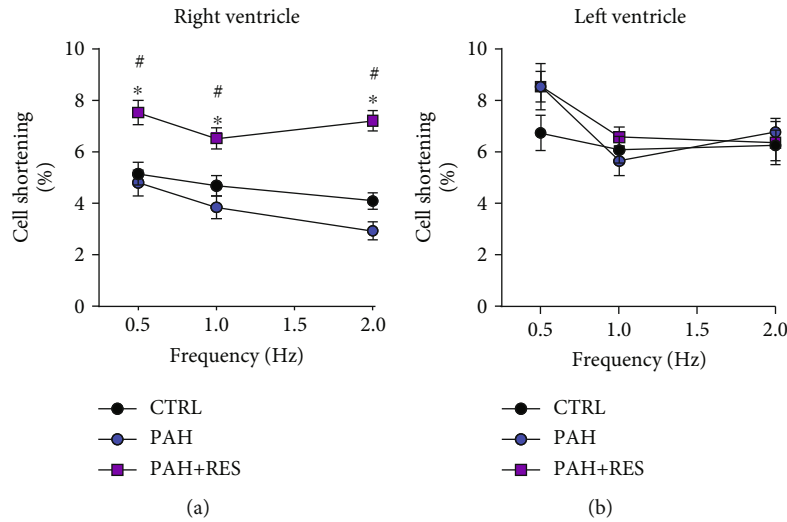 Right ventricle
Cell shortening
(%)
10
8
6
4
2
0
# # #
* * *
0.5 1.0 1.5 2.0
Frequency (Hz)
CTRL
PAH
PAH+RES
(a)
Left ventricle
Cell shortening
(%)
10
8
6
4
2
0
0.5 1.0 1.5 2.0
Frequency (Hz)
CTRL
PAH
PAH+RES
(b)